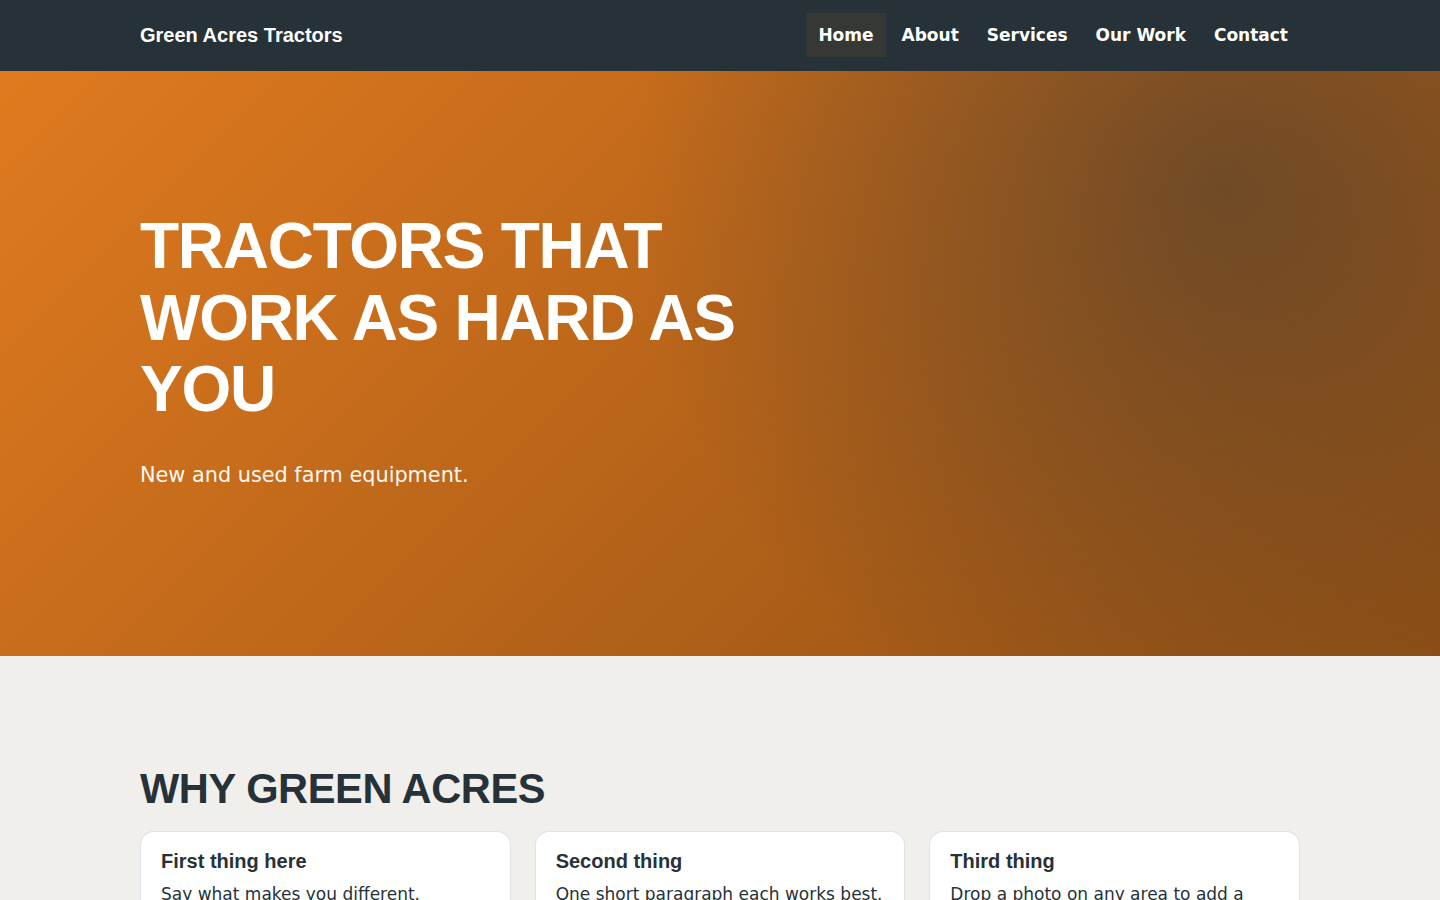 Green Acres Tractors
Home About Services Our Work Contact
TRACTORS THAT
WORK AS HARD AS
YOU
New and used farm equipment.
WHY GREEN ACRES
First thing here
Say what makes you different.
Second thing
One short paragraph each works best.
Third thing
Drop a photo on any area to add a